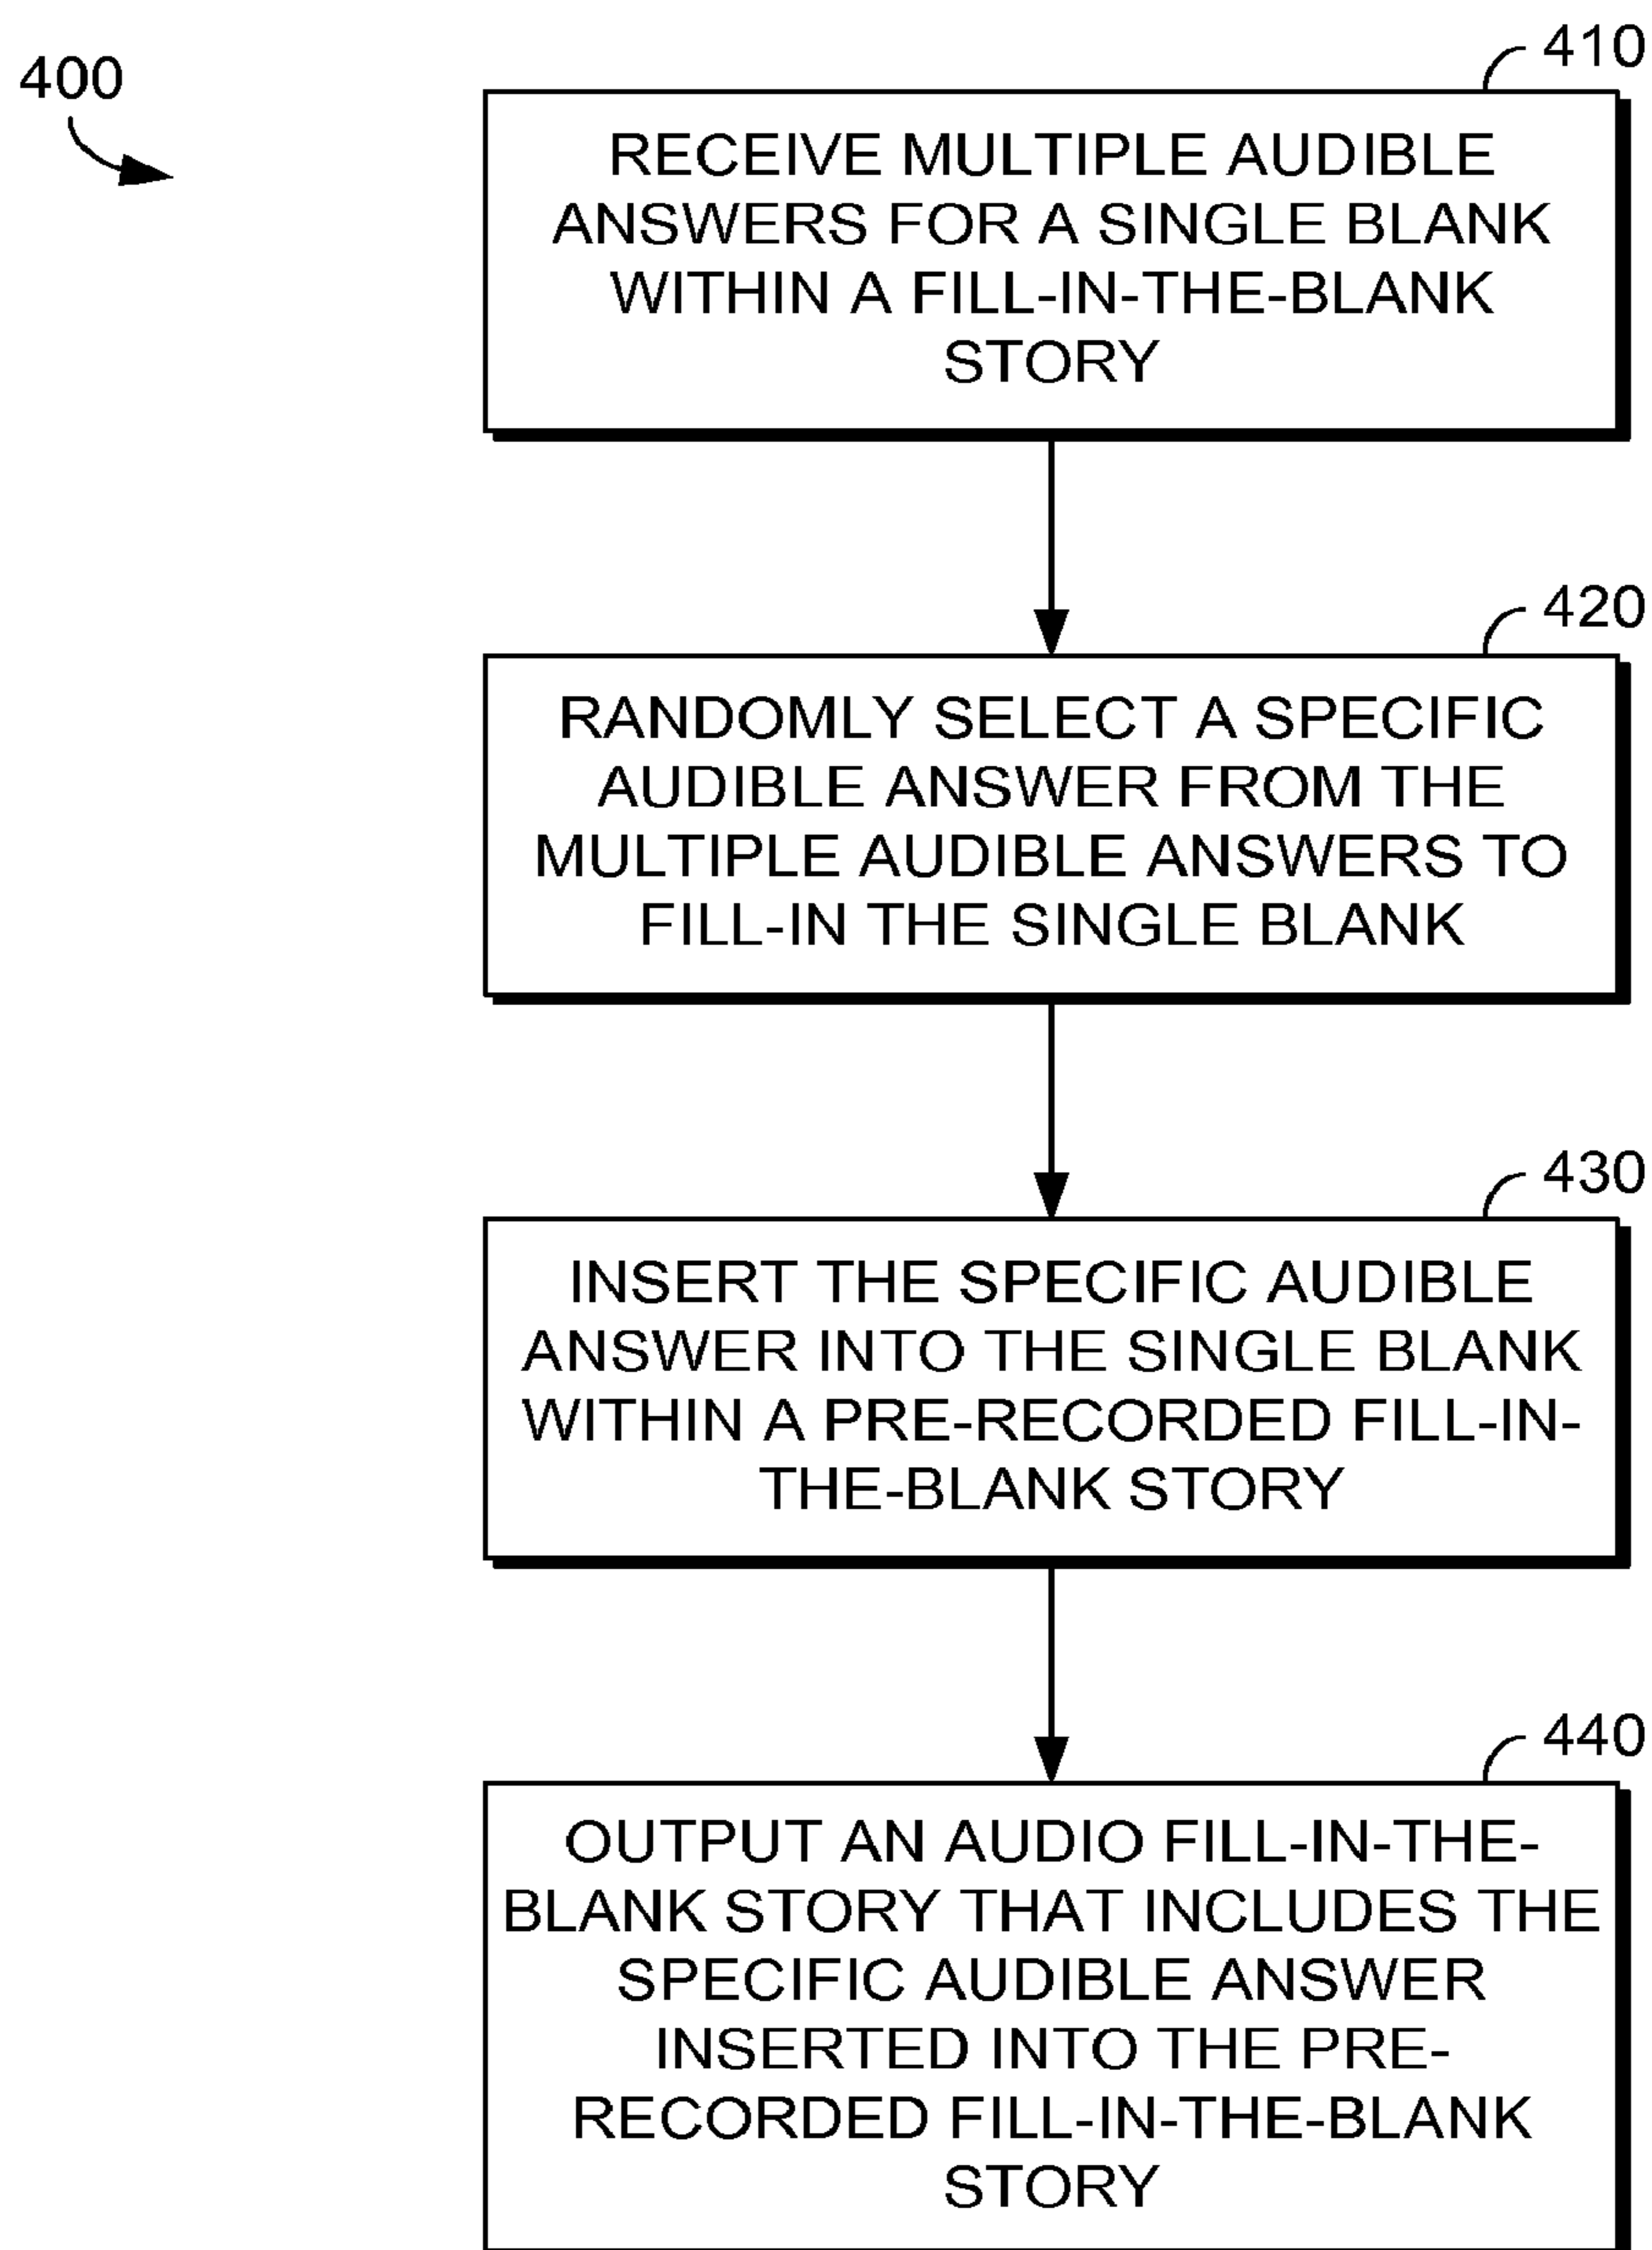 400
410
RECEIVE MULTIPLE AUDIBLE
ANSWERS FOR A SINGLE BLANK
WITHIN A FILL-IN-THE-BLANK
STORY
420
RANDOMLY SELECT A SPECIFIC
AUDIBLE ANSWER FROM THE
MULTIPLE AUDIBLE ANSWERS TO
FILL-IN THE SINGLE BLANK
430
INSERT THE SPECIFIC AUDIBLE
ANSWER INTO THE SINGLE BLANK
WITHIN A PRE-RECORDED FILL-IN-
THE-BLANK STORY
440
OUTPUT AN AUDIO FILL-IN-THE-
BLANK STORY THAT INCLUDES THE
SPECIFIC AUDIBLE ANSWER
INSERTED INTO THE PRE-
RECORDED FILL-IN-THE-BLANK
STORY